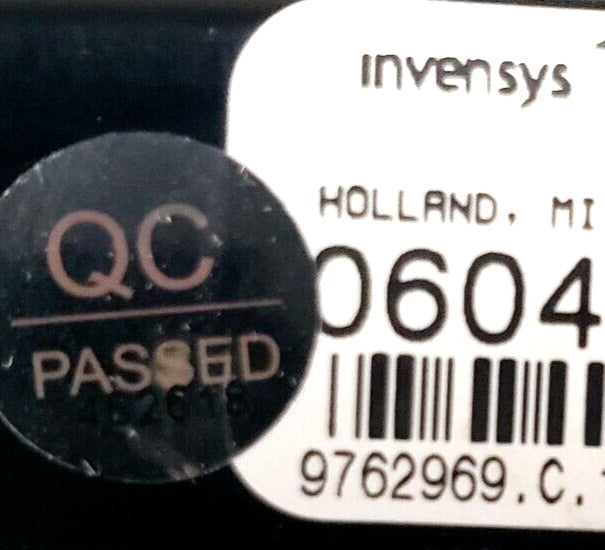 QC
PASSED
invensys
HOLLAND, MI
0604
9762969.C.